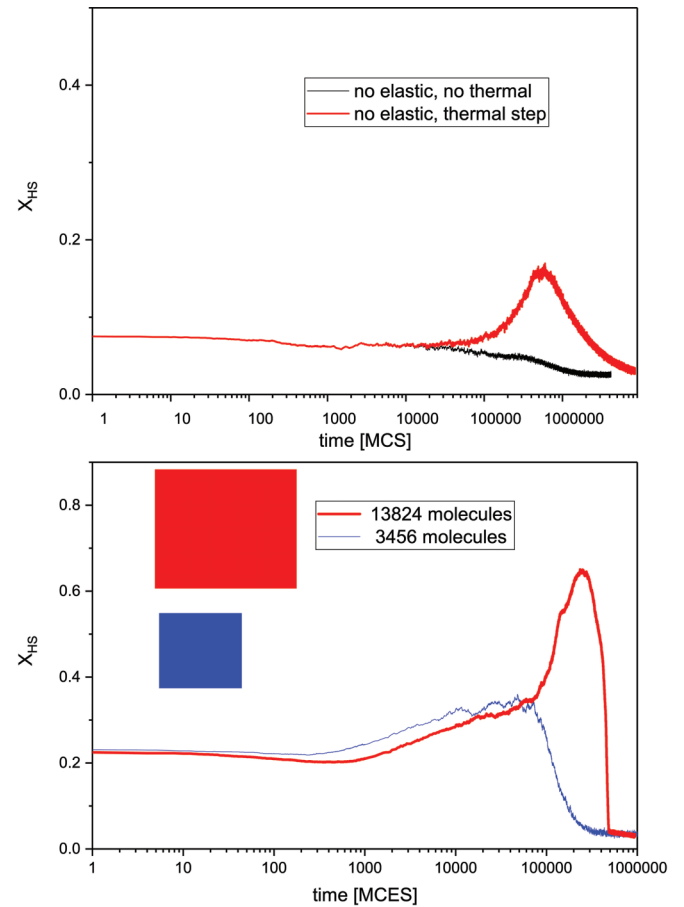 0.4
no elastic, no thermal
no elastic, thermal step
X_HS
0.2
0.0
1 10 100 1000 10000 100000 1000000
time [MCS]
0.8
13824 molecules
3456 molecules
0.6
X_HS
0.4
0.2
0.0
1 10 100 1000 10000 100000 1000000
time [MCES]